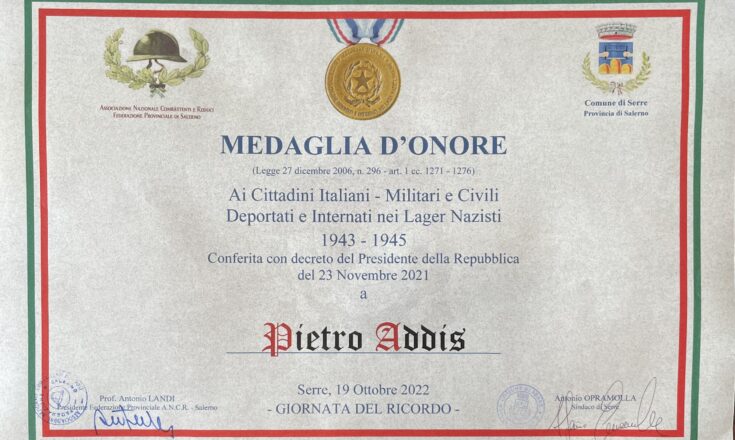 Associazione Nazionale Combattenti e Reduci
Federazione Provinciale di Salerno
Comune di Serre
Provincia di Salerno
MEDAGLIA D'ONORE
(Legge 27 dicembre 2006, n. 296 - art. 1 cc. 1271 - 1276)
Ai Cittadini Italiani - Militari e Civili
Deportati e Internati nei Lager Nazisti
1943 - 1945
Conferita con decreto del Presidente della Repubblica
del 23 Novembre 2021
a
Pietro Addis
Serre, 19 Ottobre 2022
- GIORNATA DEL RICORDO -
Prof. Antonio LANDI
Presidente Federazione Provinciale A.N.C.R. - Salerno
Antonio OPRAMOLLA
Sindaco di Serre